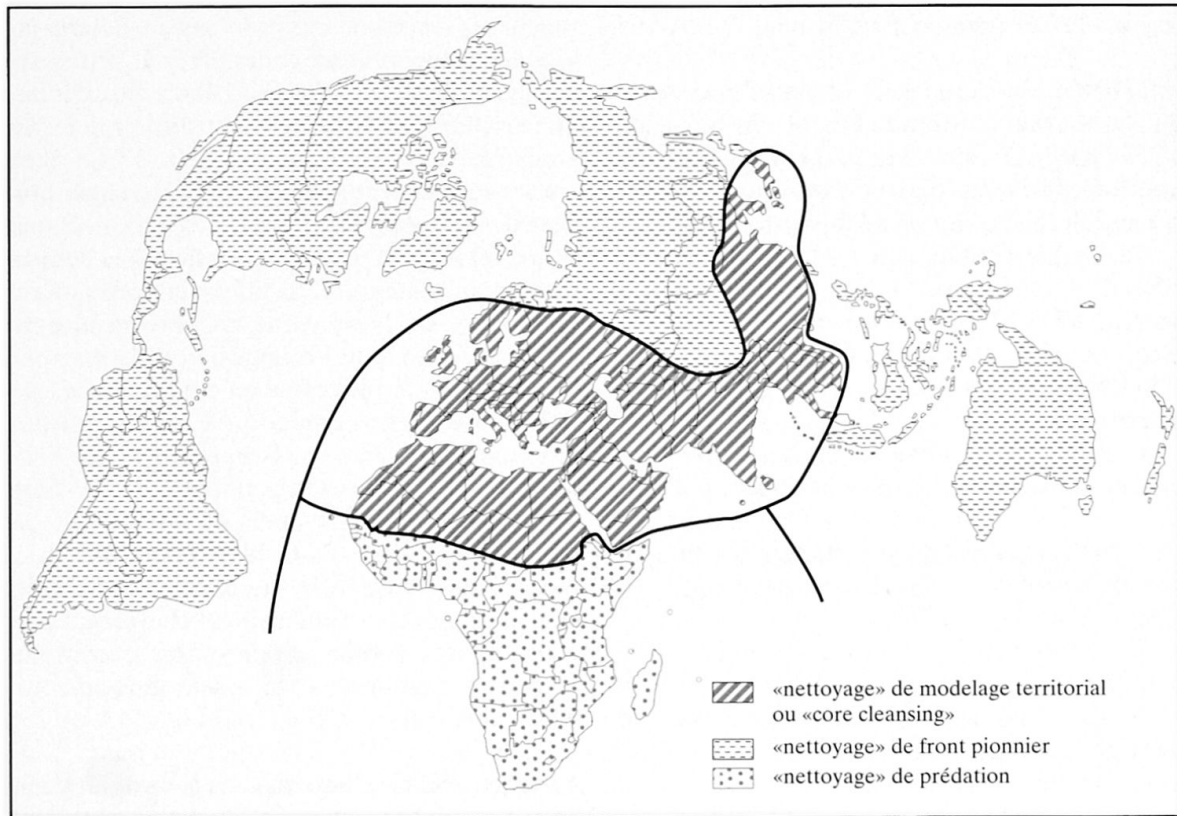 «nettoyage» de modelage territorial
ou «core cleansing»
«nettoyage» de front pionnier
«nettoyage» de prédation